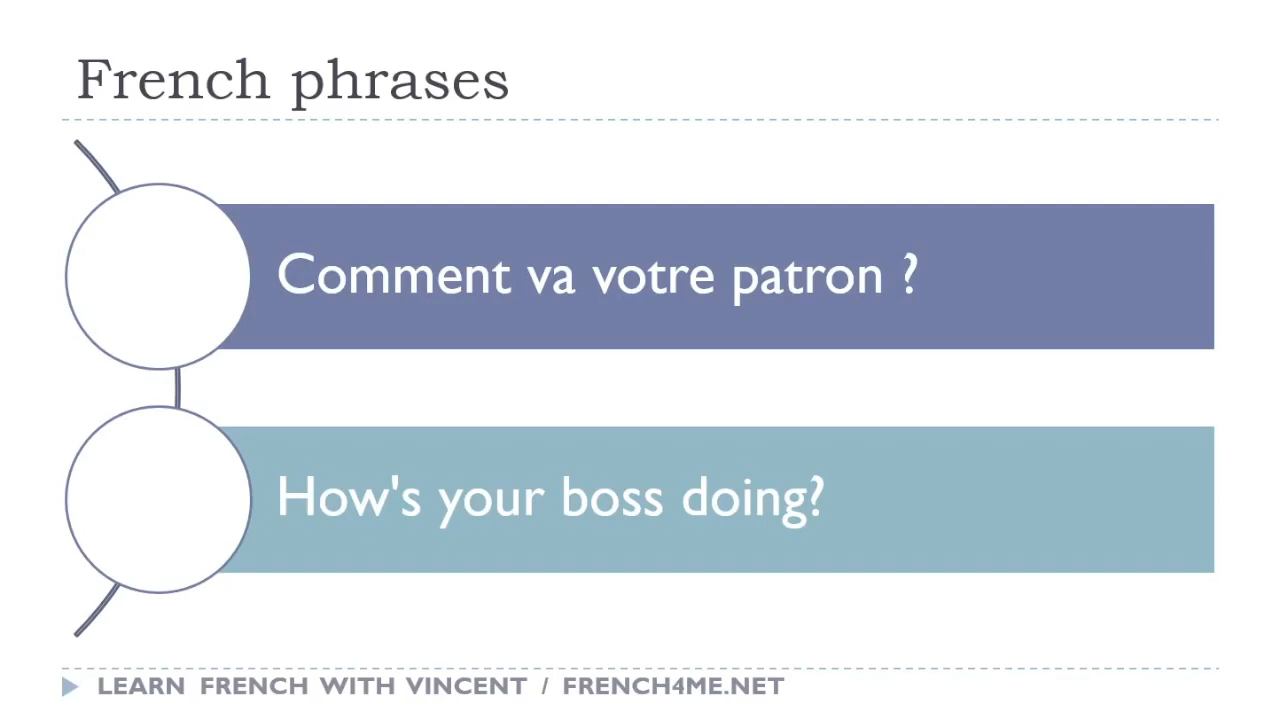 French phrases
Comment va votre patron ?
How's your boss doing?
LEARN FRENCH WITH VINCENT / FRENCH4ME.NET